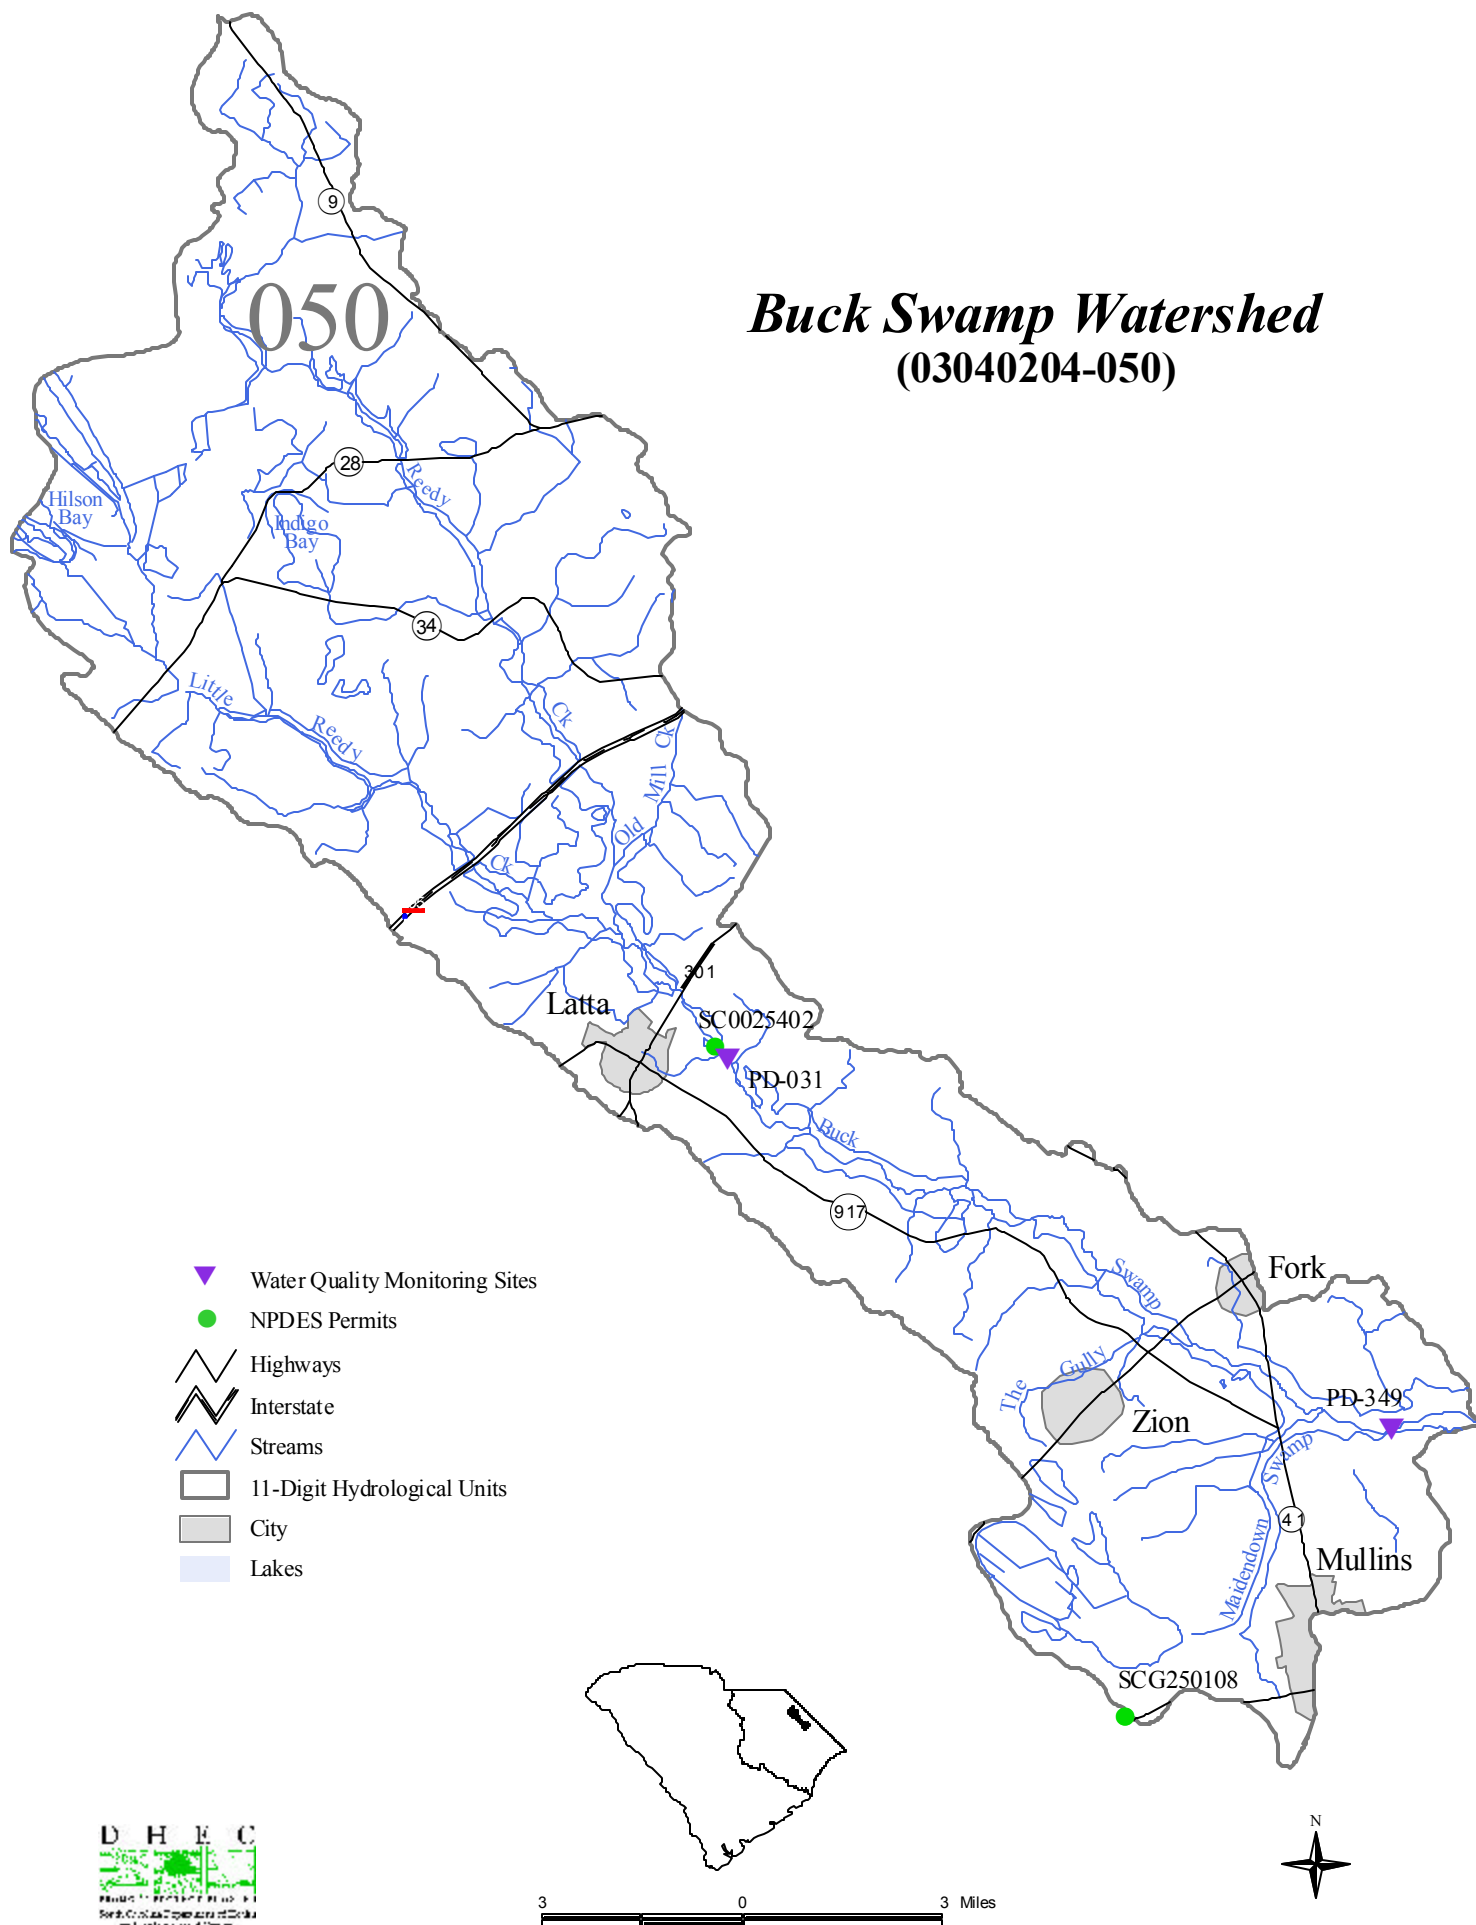 9
050
Buck Swamp Watershed
(03040204-050)
28
Reedy
Hilson
Bay
Indigo
Bay
34
Little
Reedy
Ck
Ck
Mill
Old
Ck
301
Latta
SC0025402
PD-031
Buck
917
Swamp
Fork
The Gully
Zion
PD-349
Swamp
41
Maidendown
Mullins
SCG250108
Water Quality Monitoring Sites
NPDES Permits
Highways
Interstate
Streams
11-Digit Hydrological Units
City
Lakes
N
D H E C
3 0 3 Miles